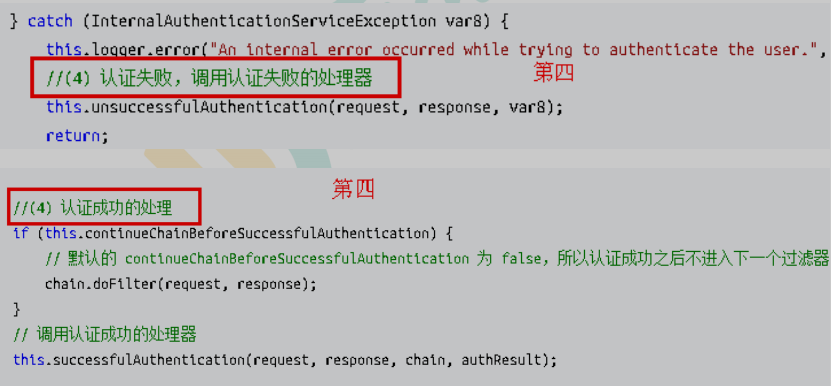 } catch (InternalAuthenticationServiceException var8) {
this.logger.error("An internal error occurred while trying to authenticate the user.",
//(4) 认证失败，调用认证失败的处理器
第四
this.unsuccessfulAuthentication(request, response, var8);
return;
第四
//(4) 认证成功的处理
if (this.continueChainBeforeSuccessfulAuthentication) {
// 默认的 continueChainBeforeSuccessfulAuthentication 为 false，所以认证成功之后不进入下一个过滤器
chain.doFilter(request, response);
}
// 调用认证成功的处理器
this.successfulAuthentication(request, response, chain, authResult);